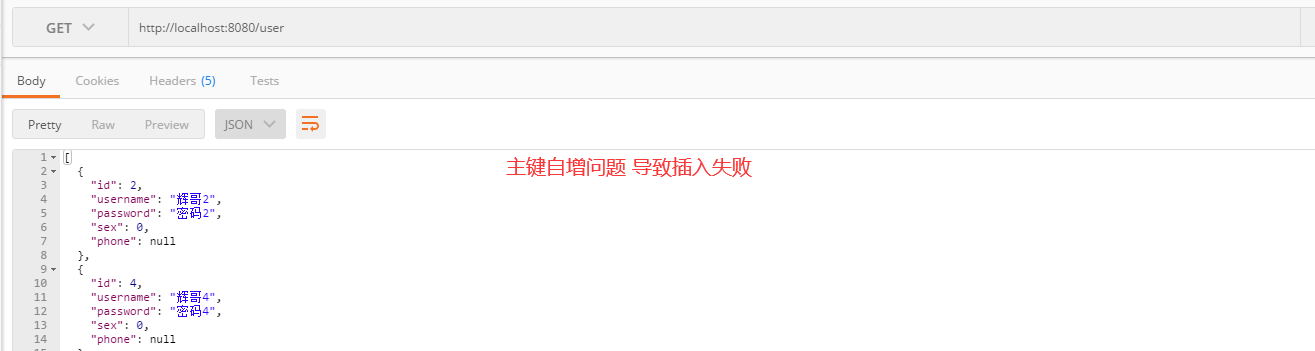 GET http://localhost:8080/user
Body Cookies Headers (5) Tests
Pretty Raw Preview JSON
主键自增问题 导致插入失败
1 [
2 {
3 "id": 2,
4 "username": "辉哥2",
5 "password": "密码2",
6 "sex": 0,
7 "phone": null
8 },
9 {
10 "id": 4,
11 "username": "辉哥4",
12 "password": "密码4",
13 "sex": 0,
14 "phone": null